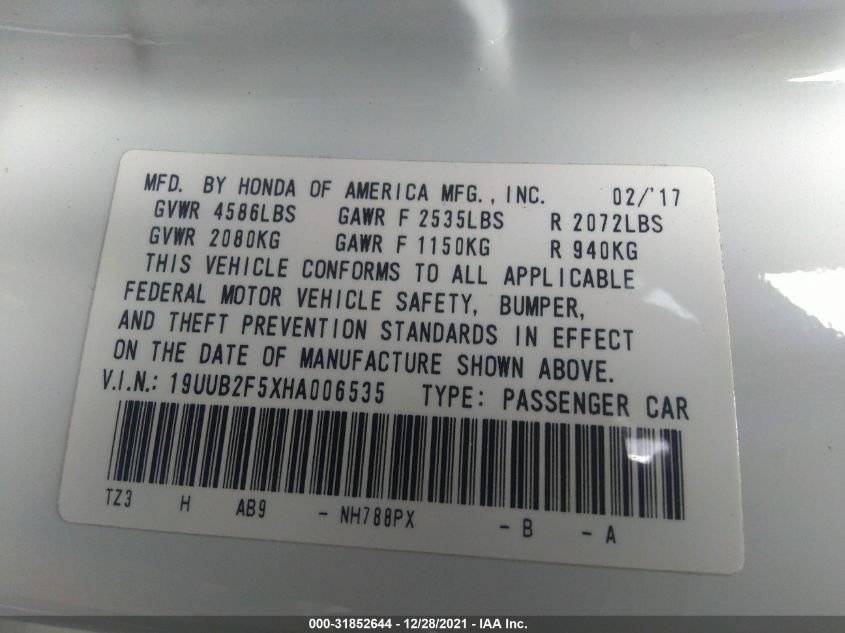 MFD. BY HONDA OF AMERICA MFG., INC. 02/'17
GVWR 4586LBS GAWR F 2535LBS R 2072LBS
GVWR 2080KG GAWR F 1150KG R 940KG
THIS VEHICLE CONFORMS TO ALL APPLICABLE
FEDERAL MOTOR VEHICLE SAFETY, BUMPER,
AND THEFT PREVENTION STANDARDS IN EFFECT
ON THE DATE OF MANUFACTURE SHOWN ABOVE.
V.I.N.: 19UUB2F5XHA006535 TYPE: PASSENGER CAR
TZ3 H AB9 - NH788PX - B - A
000-31852644 - 12/28/2021 - IAA Inc.